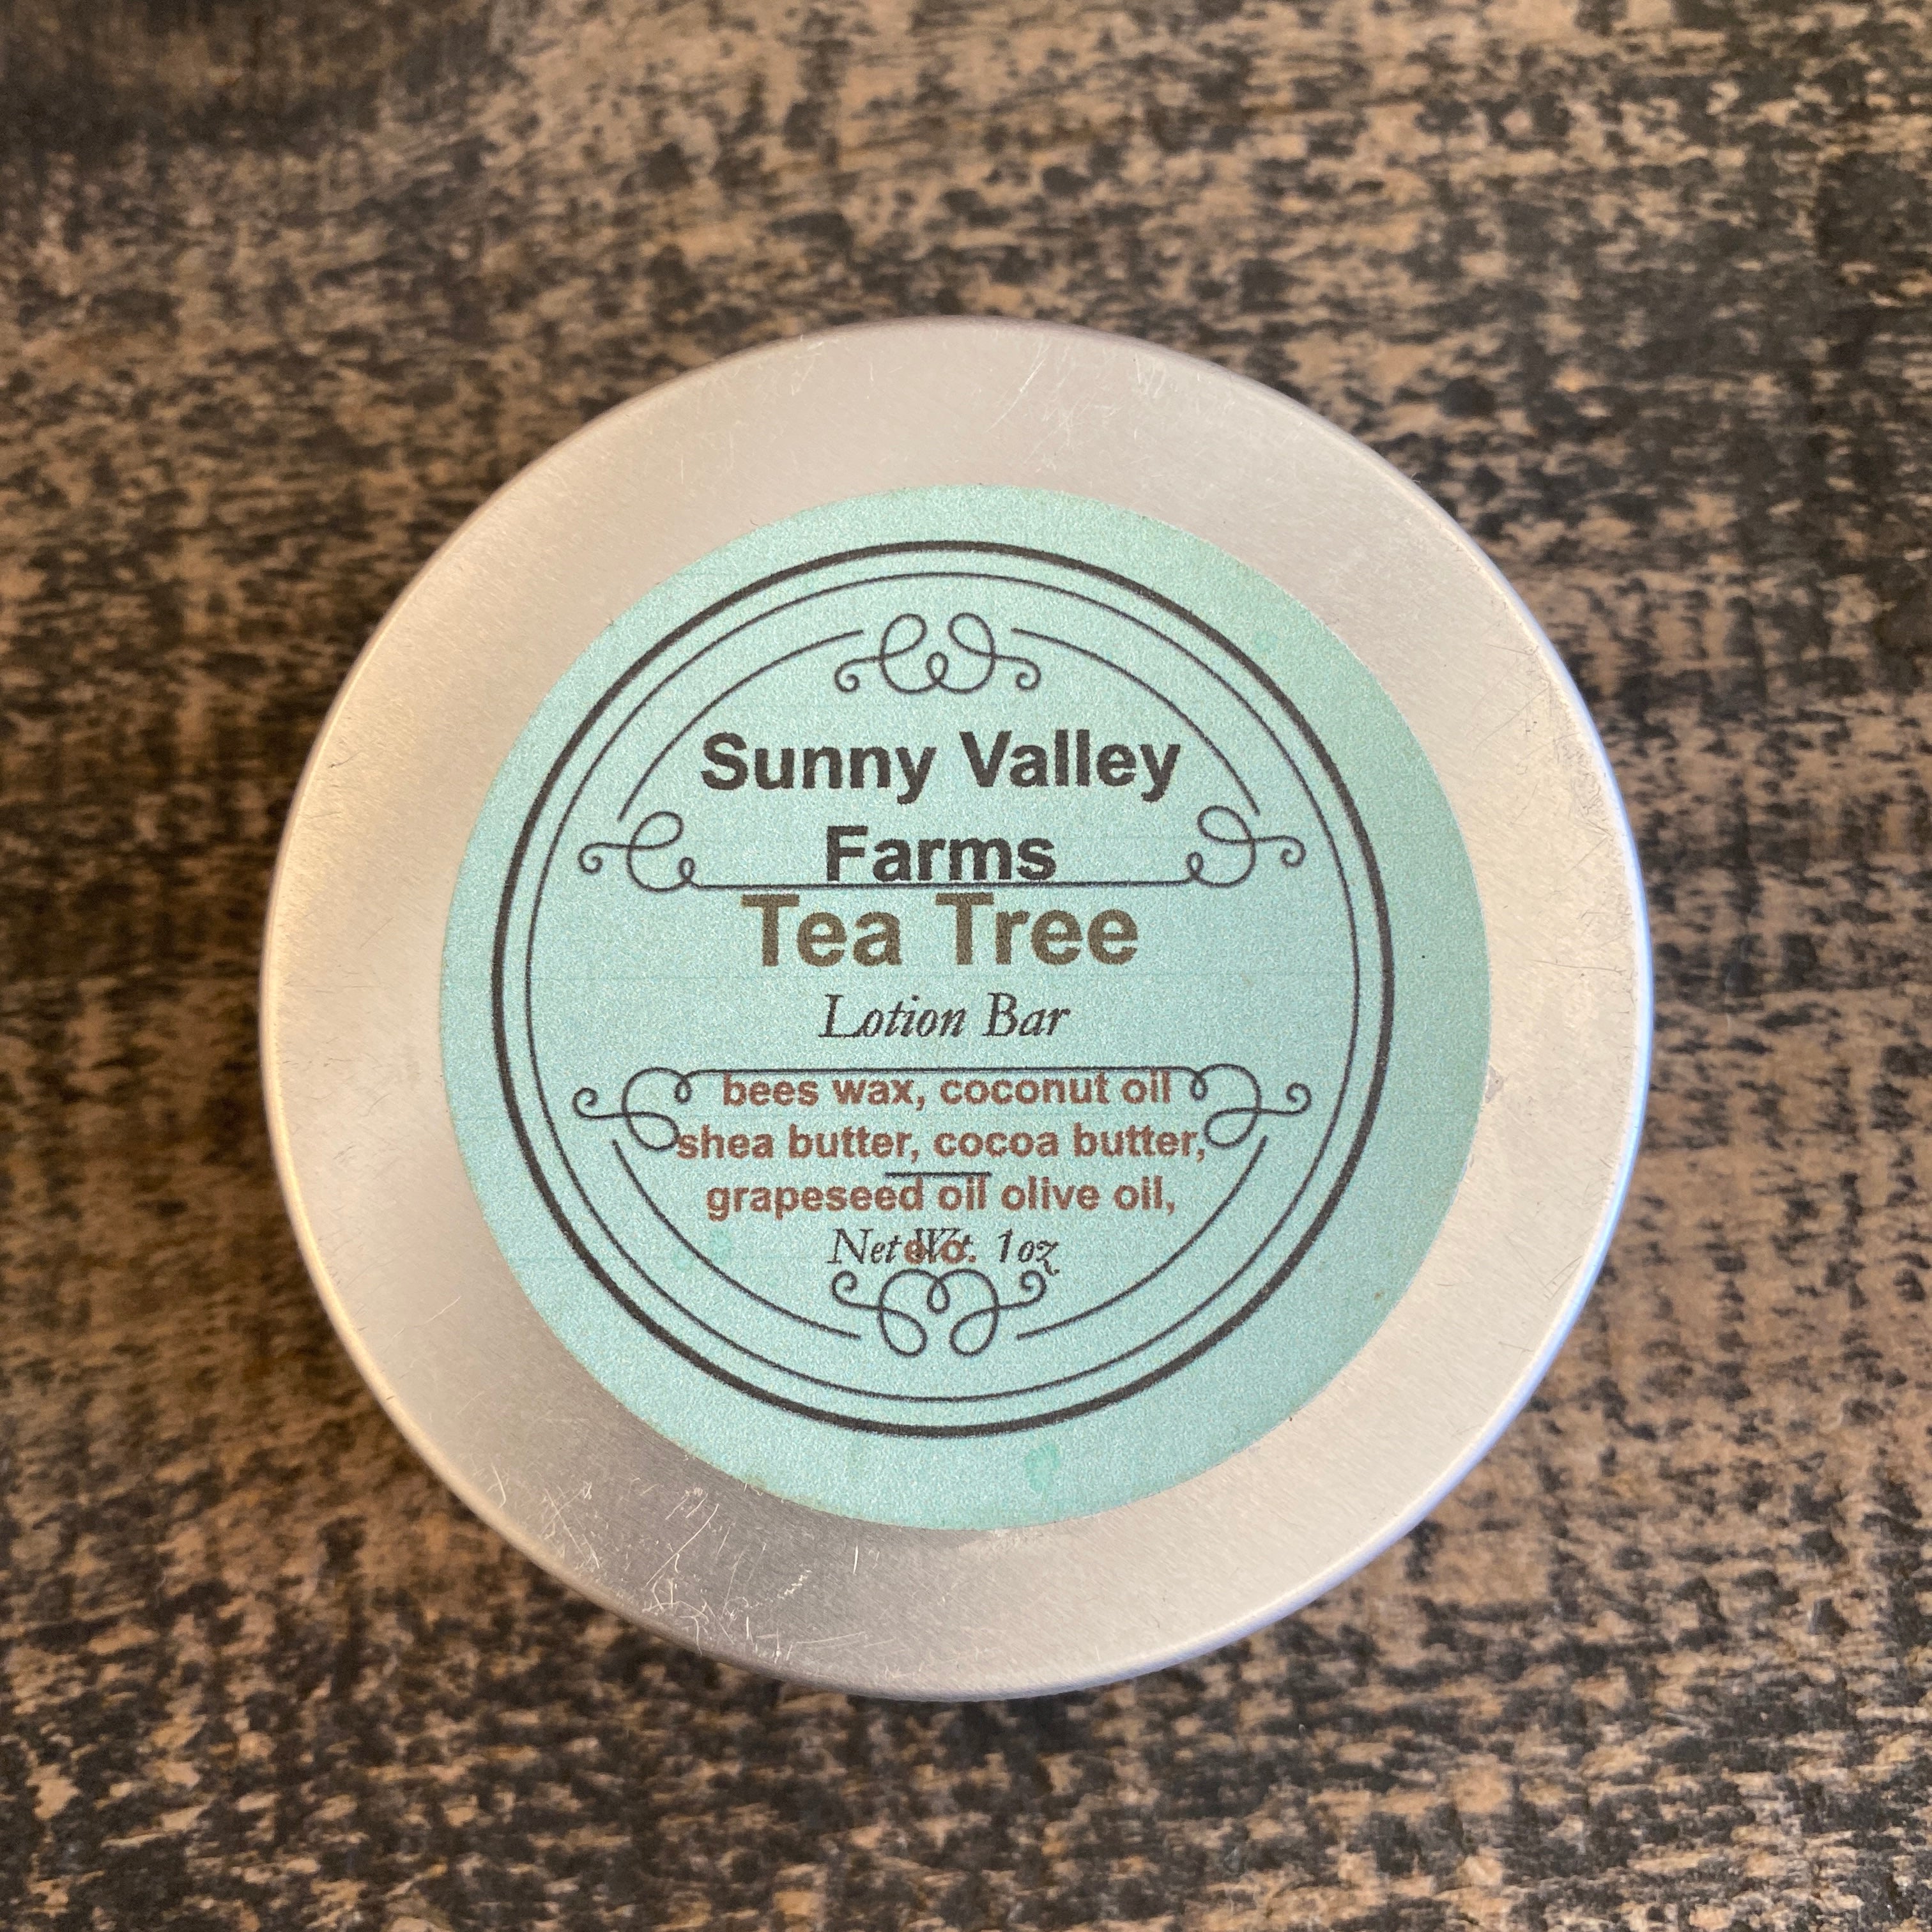 Sunny Valley
Farms
Tea Tree
Lotion Bar
bees wax, coconut oil
shea butter, cocoa butter,
grapeseed oil olive oil,
Net Wt. 1oz